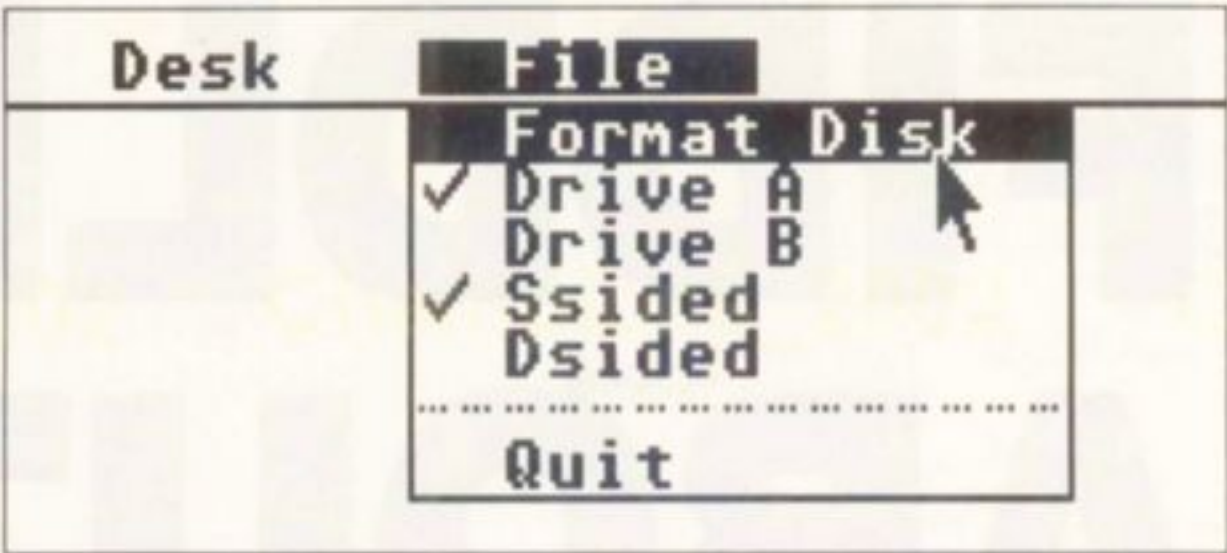 Desk File
Format Disk
✓ Drive A
Drive B
✓ Ssided
Dsided
Quit